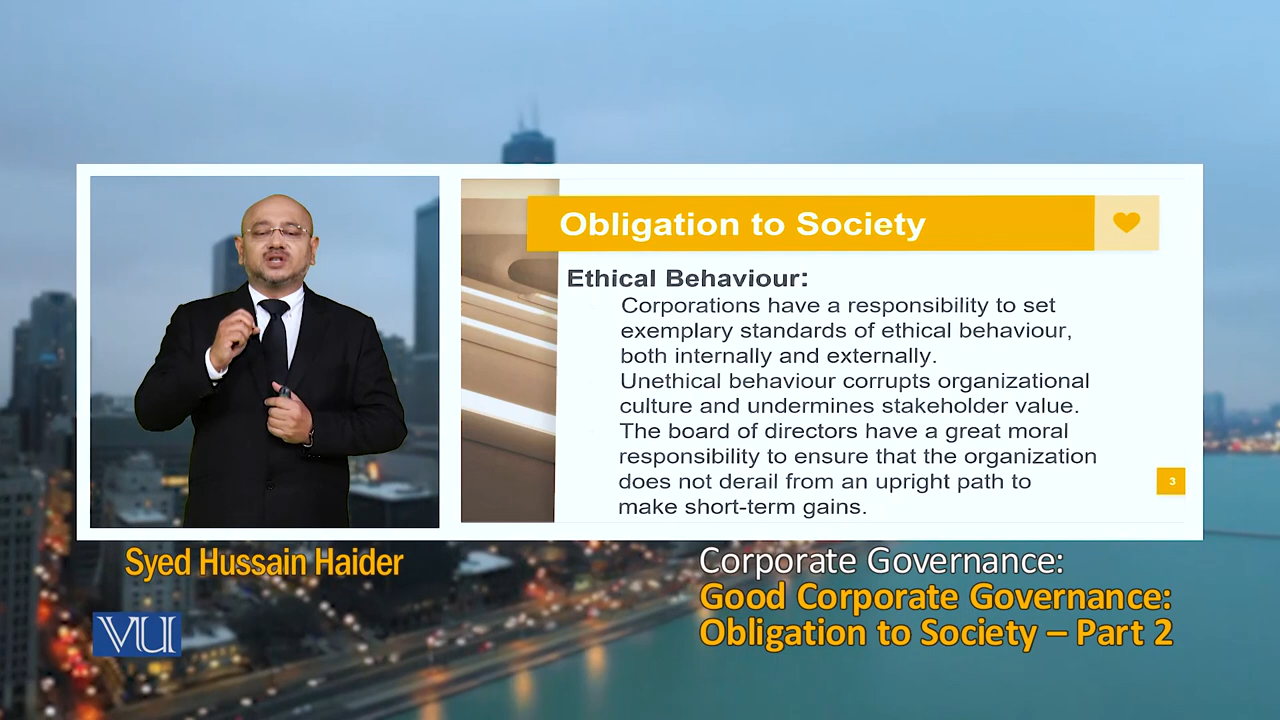 Obligation to Society
Ethical Behaviour:
Corporations have a responsibility to set
exemplary standards of ethical behaviour,
both internally and externally.
Unethical behaviour corrupts organizational
culture and undermines stakeholder value.
The board of directors have a great moral
responsibility to ensure that the organization
does not derail from an upright path to
make short-term gains.
3
Syed Hussain Haider
VU
Corporate Governance:
Good Corporate Governance:
Obligation to Society – Part 2